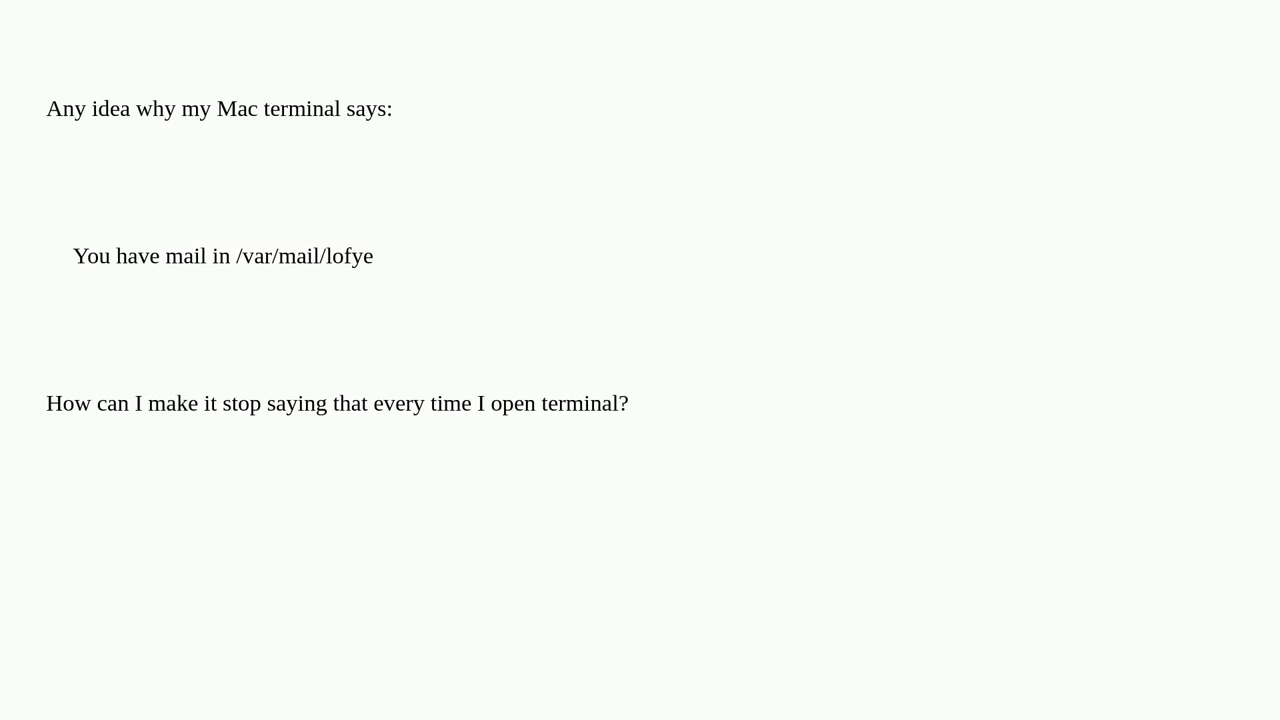 Any idea why my Mac terminal says:
You have mail in /var/mail/lofye
How can I make it stop saying that every time I open terminal?